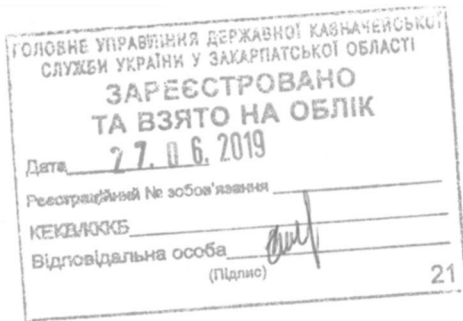 ГОЛОВНЕ УПРАВЛІННЯ ДЕРЖАВНОЇ КАЗНАЧЕЙСЬКОЇ
СЛУЖБИ УКРАЇНИ У ЗАКАРПАТСЬКІЙ ОБЛАСТІ
ЗАРЕЄСТРОВАНО
ТА ВЗЯТО НА ОБЛІК
Дата 27. 06. 2019
Реєстраційний № зобов'язання
КЕКВ/ККБ
Відповідальна особа
(Підпис)
21